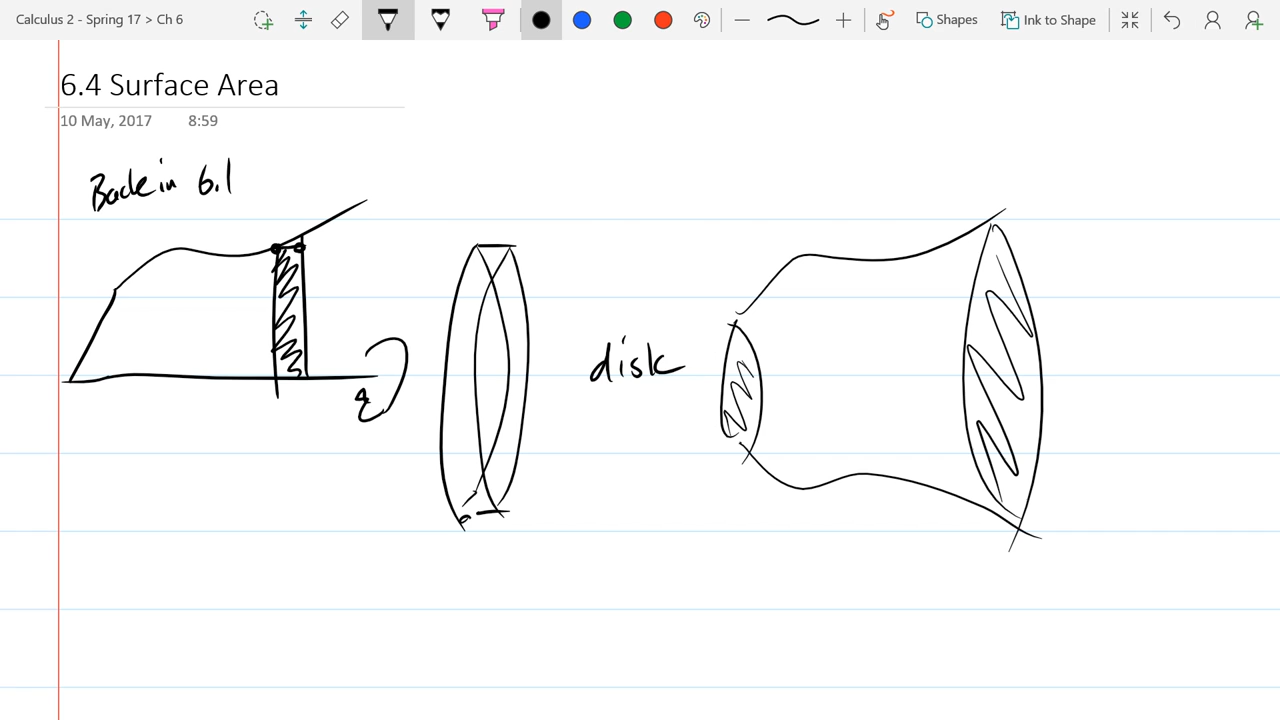 Calculus 2 - Spring 17 > Ch 6
Shapes
Ink to Shape
6.4 Surface Area
10 May, 2017 8:59
Back in 6.1
disk